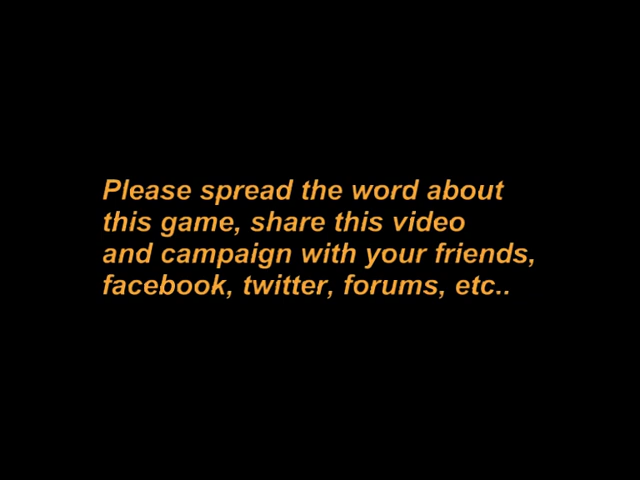 Please spread the word about
this game, share this video
and campaign with your friends,
facebook, twitter, forums, etc..